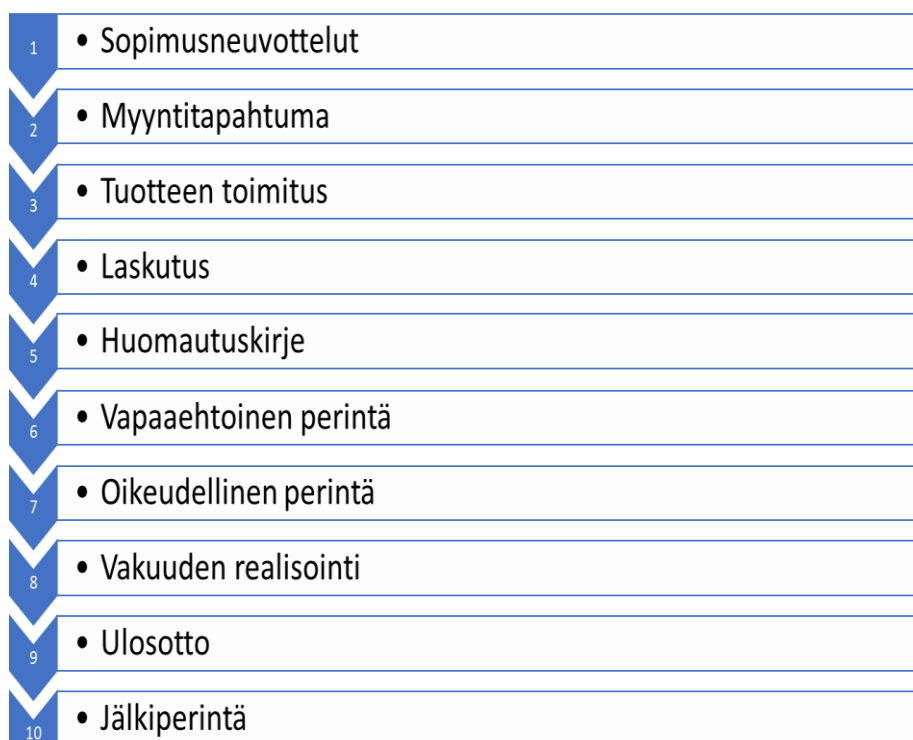 1 • Sopimusneuvottelut
2 • Myyntitapahtuma
3 • Tuotteen toimitus
4 • Laskutus
5 • Huomautuskirje
6 • Vapaaehtoinen perintä
7 • Oikeudellinen perintä
8 • Vakuuden realisointi
9 • Ulosotto
10 • Jälkiperintä